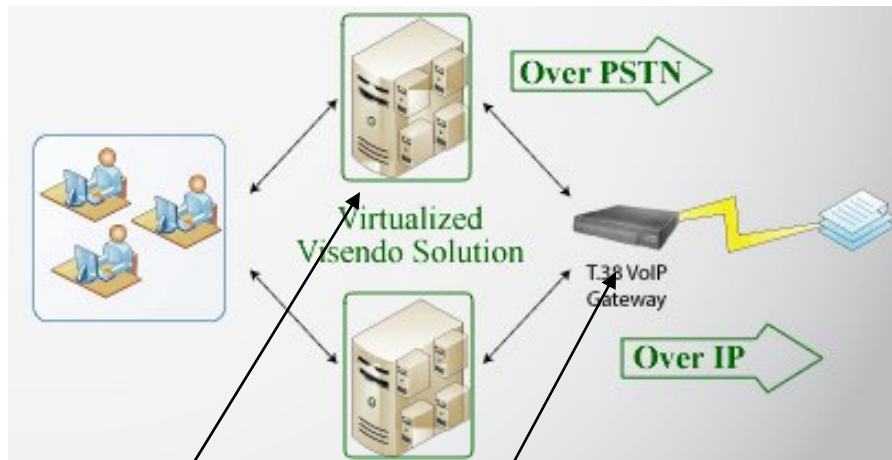 Over PSTN
Virtualized
Visendo Solution
T.38 VoIP
Gateway
Over IP